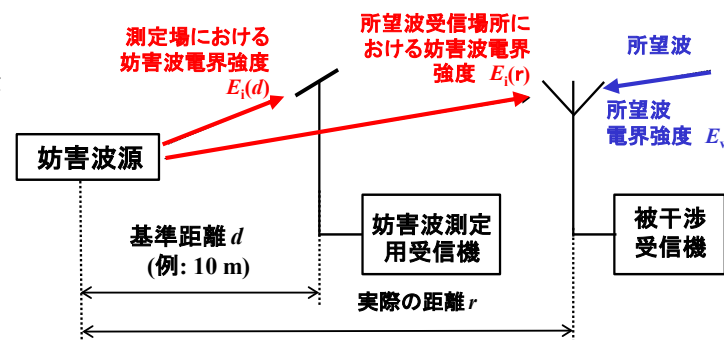 測定場における
妨害波電界強度
Ei(d)
所望波受信場所に
おける妨害波電界
強度 Ei(r)
所望波
所望波
電界強度 Ev
妨害波源
基準距離 d
(例: 10 m)
妨害波測定
用受信機
被干渉
受信機
実際の距離 r